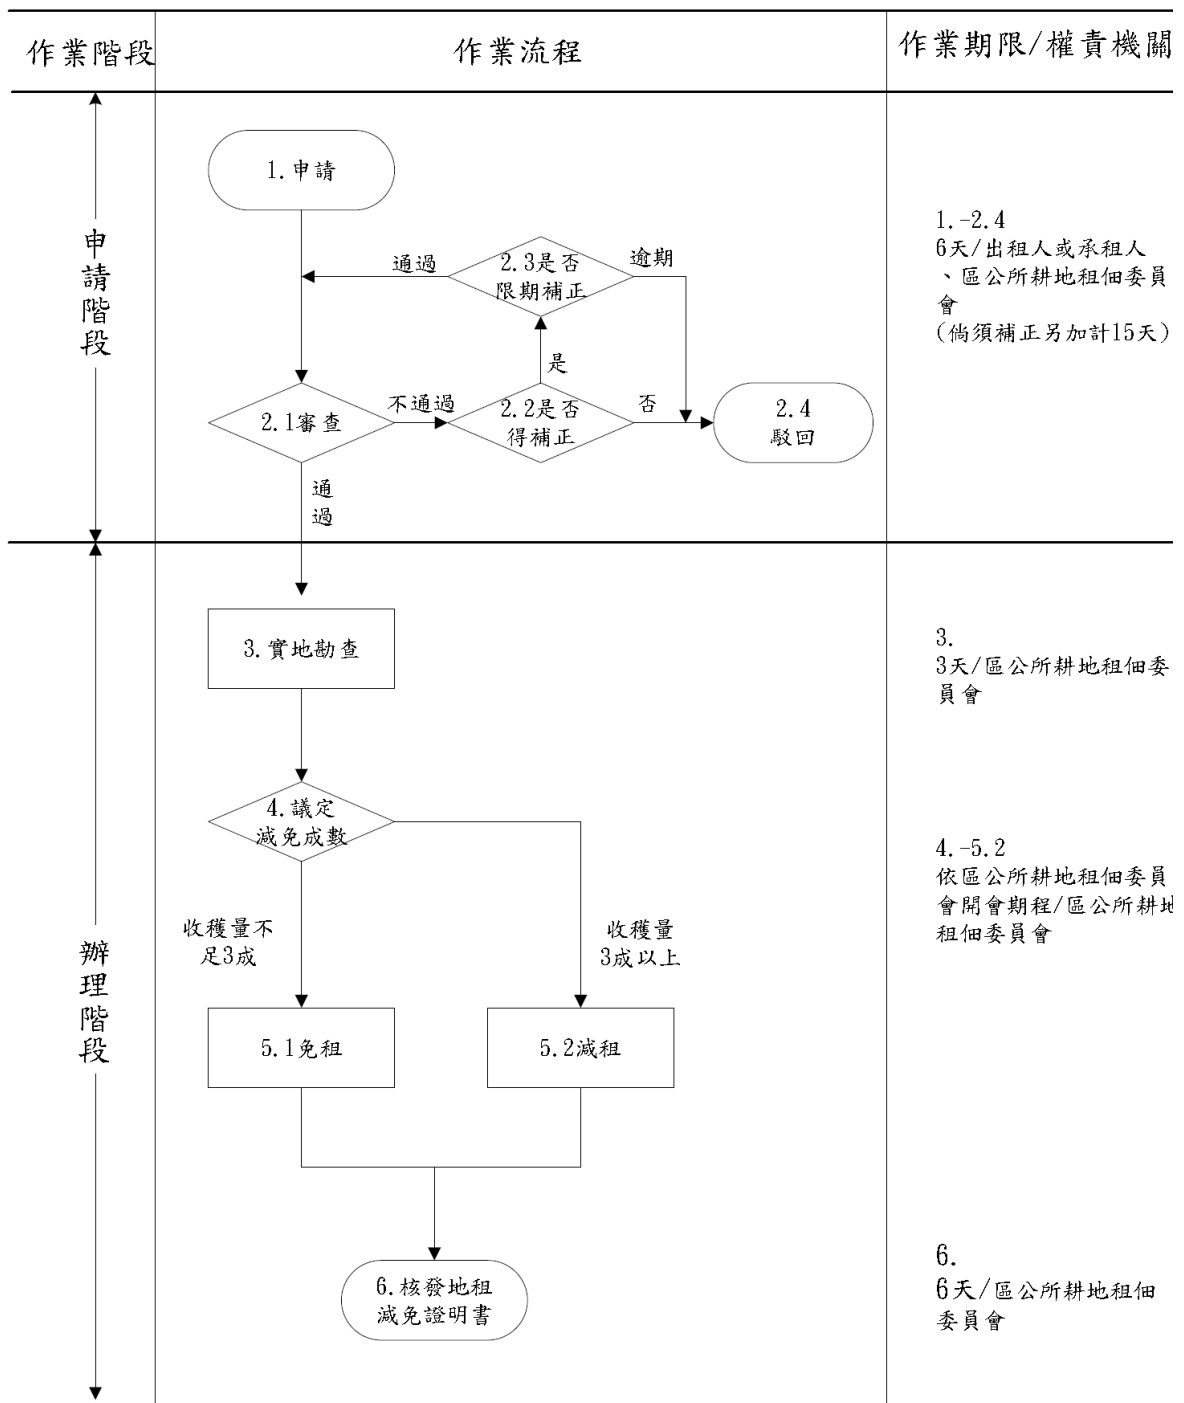 作業階段
作業流程
作業期限/權責機關
申請階段
1.申請
通過
2.3是否
限期補正
逾期
是
2.1審查
不通過
2.2是否
得補正
否
2.4
駁回
通
過
1.-2.4
6天/出租人或承租人
、區公所耕地租佃委員
會
(倘須補正另加計15天)
辦理階段
3.實地勘查
3.
3天/區公所耕地租佃委
員會
4.議定
減免成數
4.-5.2
依區公所耕地租佃委員
會開會期程/區公所耕地
租佃委員會
收穫量不
足3成
收穫量
3成以上
5.1免租
5.2減租
6.核發地租
減免證明書
6.
6天/區公所耕地租佃
委員會